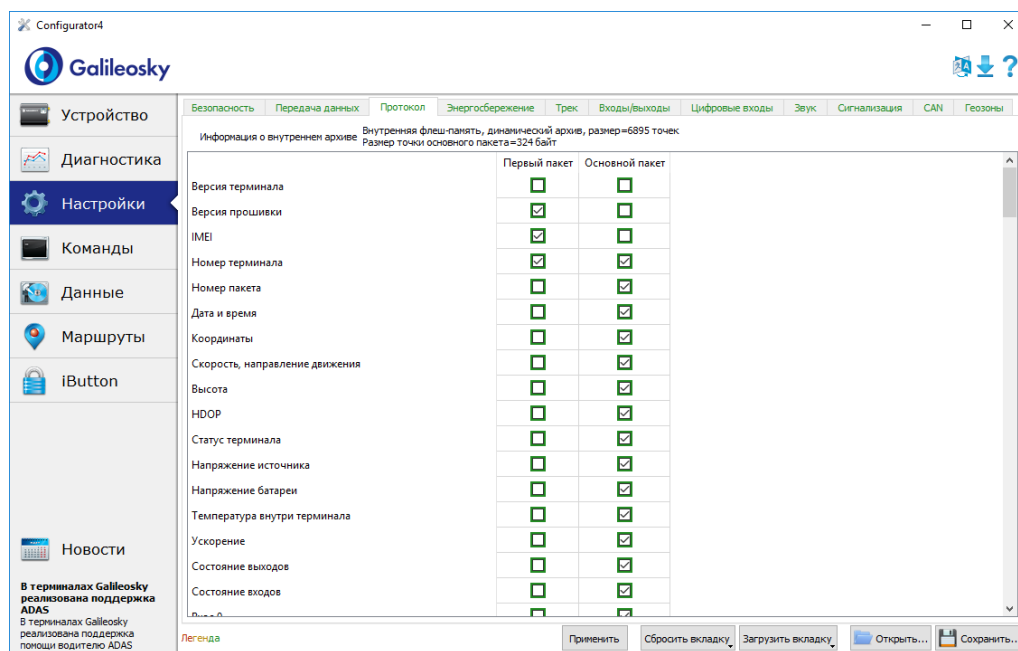 Configurator4
Galileosky
Устройство
Диагностика
Настройки
Команды
Данные
Маршруты
iButton
Новости
В терминалах Galileosky
реализована поддержка
ADAS
В терминалах Galileosky
реализована поддержка
помощи водителю ADAS
Безопасность Передача данных Протокол Энергосбережение Трек Входы/выходы Цифровые входы Звук Сигнализация CAN Геозоны
Информация о внутреннем архиве
Внутренняя флеш-память, динамический архив, размер=6895 точек
Размер точки основного пакета=324 байт
Первый пакет Основной пакет
Версия терминала
Версия прошивки
IMEI
Номер терминала
Номер пакета
Дата и время
Координаты
Скорость, направление движения
Высота
HDOP
Статус терминала
Напряжение источника
Напряжение батареи
Температура внутри терминала
Ускорение
Состояние выходов
Состояние входов
Легенда
Применить Сбросить вкладку Загрузить вкладку Открыть... Сохранить...